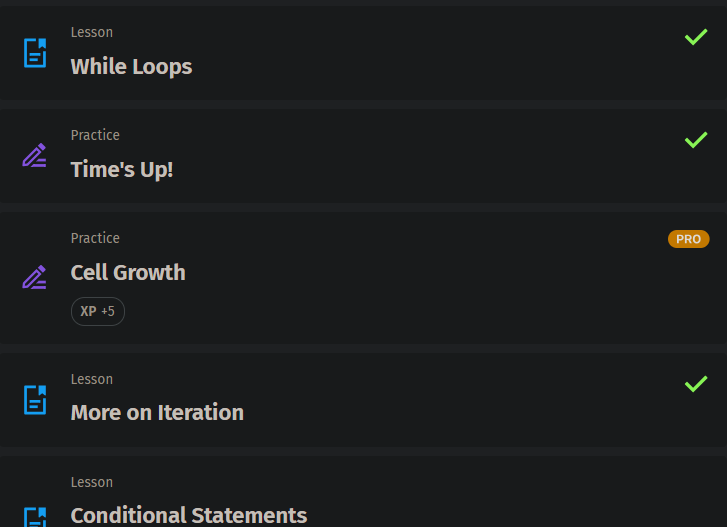 Lesson
While Loops
Practice
Time's Up!
Practice
PRO
Cell Growth
XP +5
Lesson
More on Iteration
Lesson
Conditional Statements